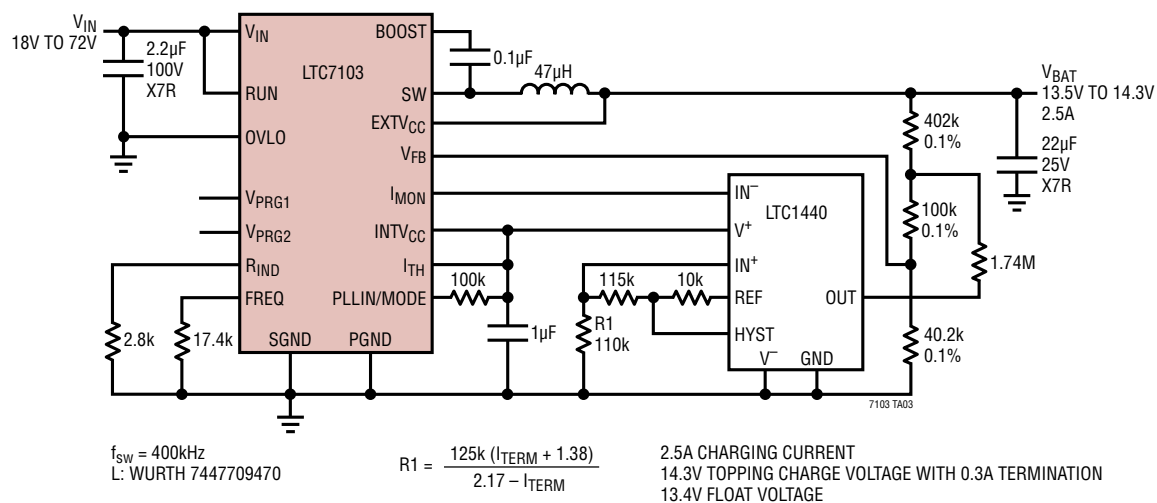 V_IN
18V TO 72V
2.2µF
100V
X7R
V_IN
RUN
OVLO
V_PRG1
V_PRG2
R_IND
FREQ
LTC7103
SGND
PGND
BOOST
SW
EXTV_CC
V_FB
I_MON
INTV_CC
I_TH
PLLIN/MODE
0.1µF
47µH
2.8k
17.4k
100k
1µF
115k
10k
R1
110k
IN⁻
V⁺
IN⁺
REF
HYST
LTC1440
OUT
V⁻
GND
V_BAT
13.5V TO 14.3V
2.5A
402k
0.1%
100k
0.1%
1.74M
40.2k
0.1%
22µF
25V
X7R
7103 TA03
f_SW = 400kHz
L: WURTH 7447709470
R1 = 125k (I_TERM + 1.38)
2.17 – I_TERM
2.5A CHARGING CURRENT
14.3V TOPPING CHARGE VOLTAGE WITH 0.3A TERMINATION
13.4V FLOAT VOLTAGE